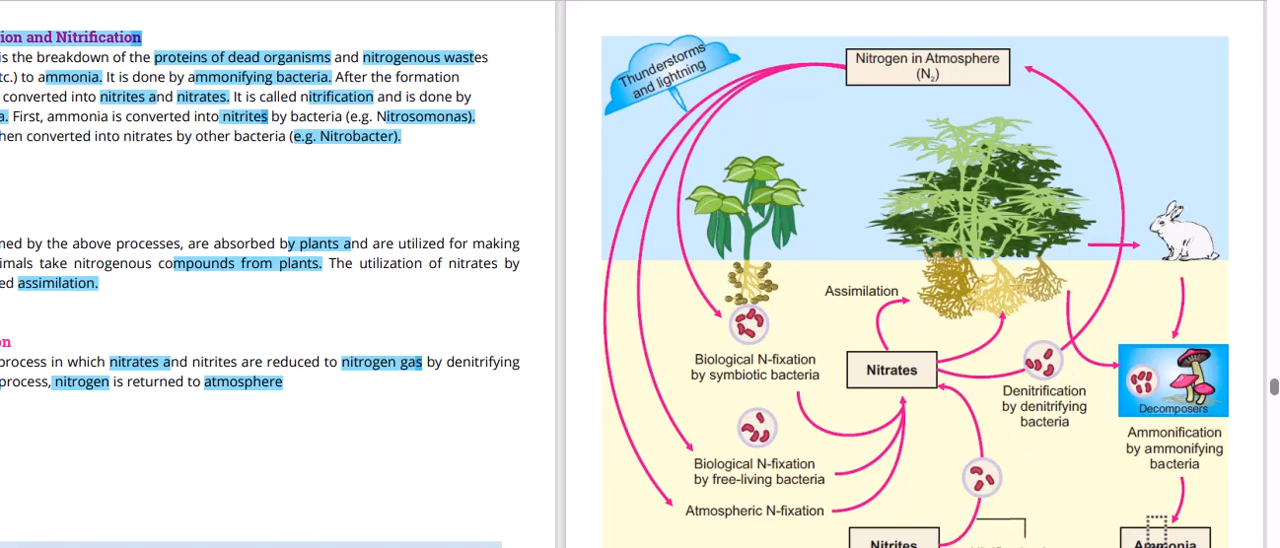 ion and Nitrification
is the breakdown of the proteins of dead organisms and nitrogenous wastes
tc.) to ammonia. It is done by ammonifying bacteria. After the formation
converted into nitrites and nitrates. It is called nitrification and is done by
a. First, ammonia is converted into nitrites by bacteria (e.g. Nitrosomonas).
hen converted into nitrates by other bacteria (e.g. Nitrobacter).
med by the above processes, are absorbed by plants and are utilized for making
imals take nitrogenous compounds from plants. The utilization of nitrates by
ed assimilation.
on
process in which nitrates and nitrites are reduced to nitrogen gas by denitrifying
process, nitrogen is returned to atmosphere
Thunderstorms
and lightning
Nitrogen in Atmosphere
(N₂)
Assimilation
Biological N-fixation
by symbiotic bacteria
Nitrates
Denitrification
by denitrifying
bacteria
Decomposers
Ammonification
by ammonifying
bacteria
Biological N-fixation
by free-living bacteria
Atmospheric N-fixation
Nitrites
Ammonia